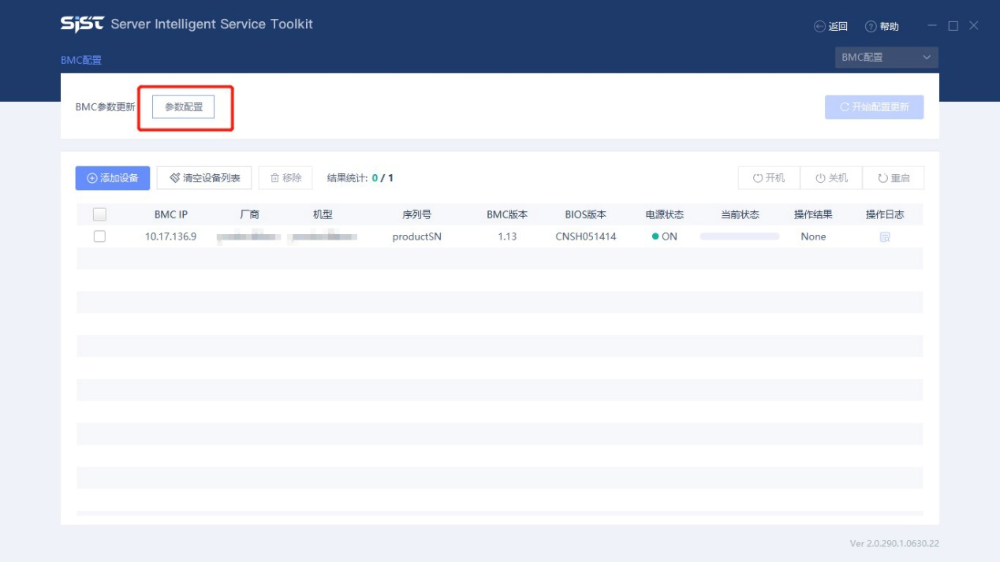 SIST Server Intelligent Service Toolkit
返回 帮助
BMC配置
BMC配置
BMC参数更新 参数配置 开始配置更新
添加设备 清空设备列表 移除 结果统计: 0 / 1 开机 关机 重启
BMC IP 厂商 机型 序列号 BMC版本 BIOS版本 电源状态 当前状态 操作结果 操作日志
10.17.136.9 productSN 1.13 CNSH051414 ON None
Ver 2.0.290.1.0630.22